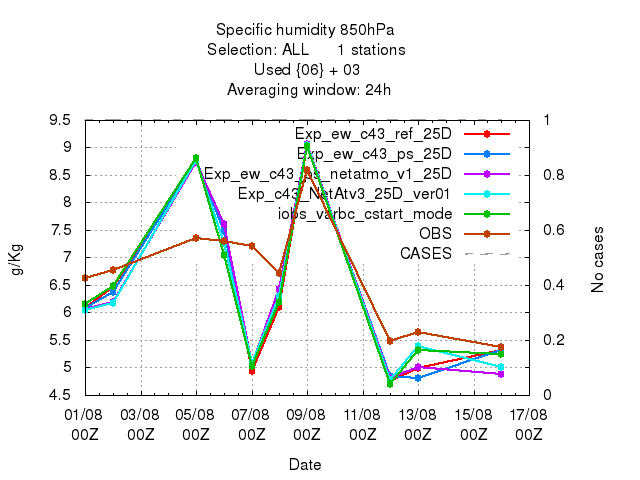 Specific humidity 850hPa
Selection: ALL 1 stations
Used {06} + 03
Averaging window: 24h
9.5
9
8.5
8
7.5
7
6.5
6
5.5
5
4.5
g/Kg
1
0.8
0.6
0.4
0.2
0
No cases
Exp_ew_c43_ref_25D
Exp_ew_c43_ps_25D
Exp_c43_NetAtv3_25D_ver01
iobs_varbc_cstart_mode
OBS
CASES
01/08 03/08 05/08 07/08 09/08 11/08 13/08 15/08 17/08
00Z 00Z 00Z 00Z 00Z 00Z 00Z 00Z 00Z
Date